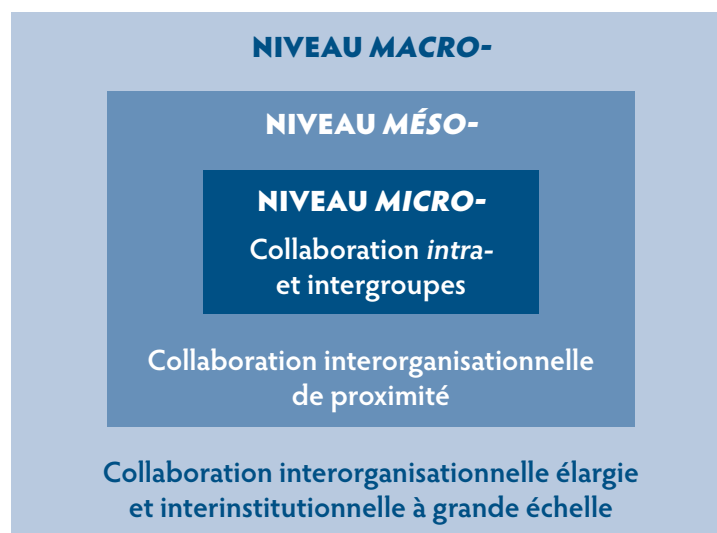 NIVEAU MACRO-
NIVEAU MÉSO-
NIVEAU MICRO-
Collaboration intra-
et intergroupes
Collaboration interorganisationnelle
de proximité
Collaboration interorganisationnelle élargie
et interinstitutionnelle à grande échelle